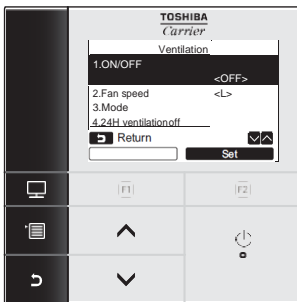 TOSHIBA
Carrier
Ventilation
1.ON/OFF
<OFF>
2.Fan speed <L>
3.Mode
4.24H ventilationoff
Return
Set
F1 F2